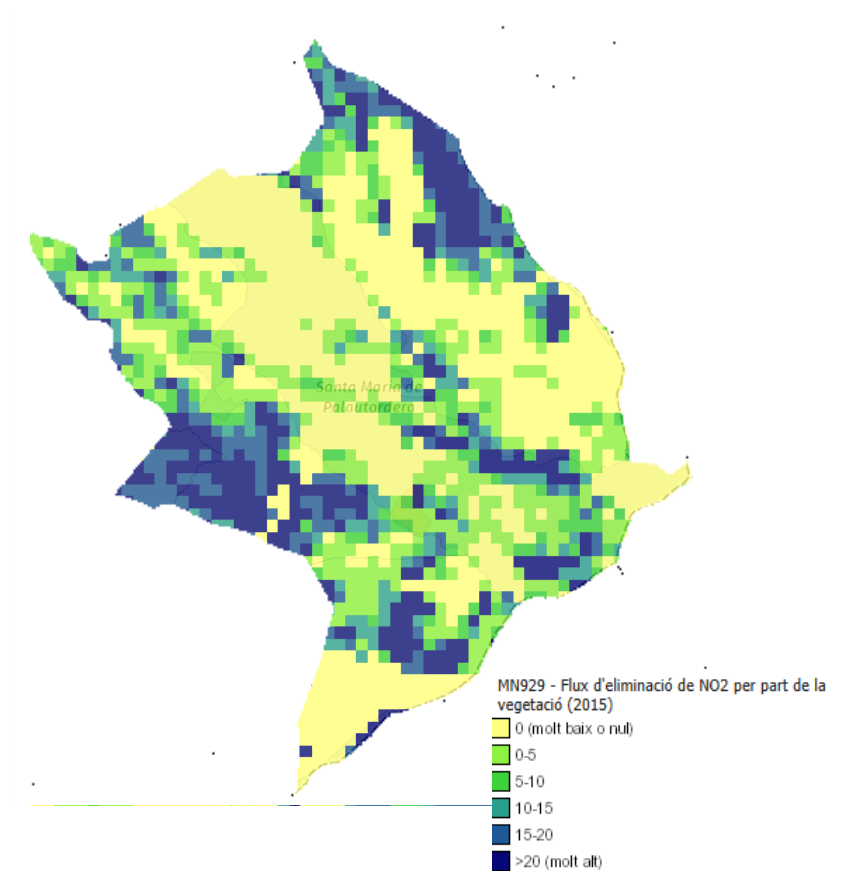 Santa Maria de
Palautordera
MN929 - Flux d'eliminació de NO2 per part de la
vegetació (2015)
0 (molt baix o nul)
0-5
5-10
10-15
15-20
>20 (molt alt)